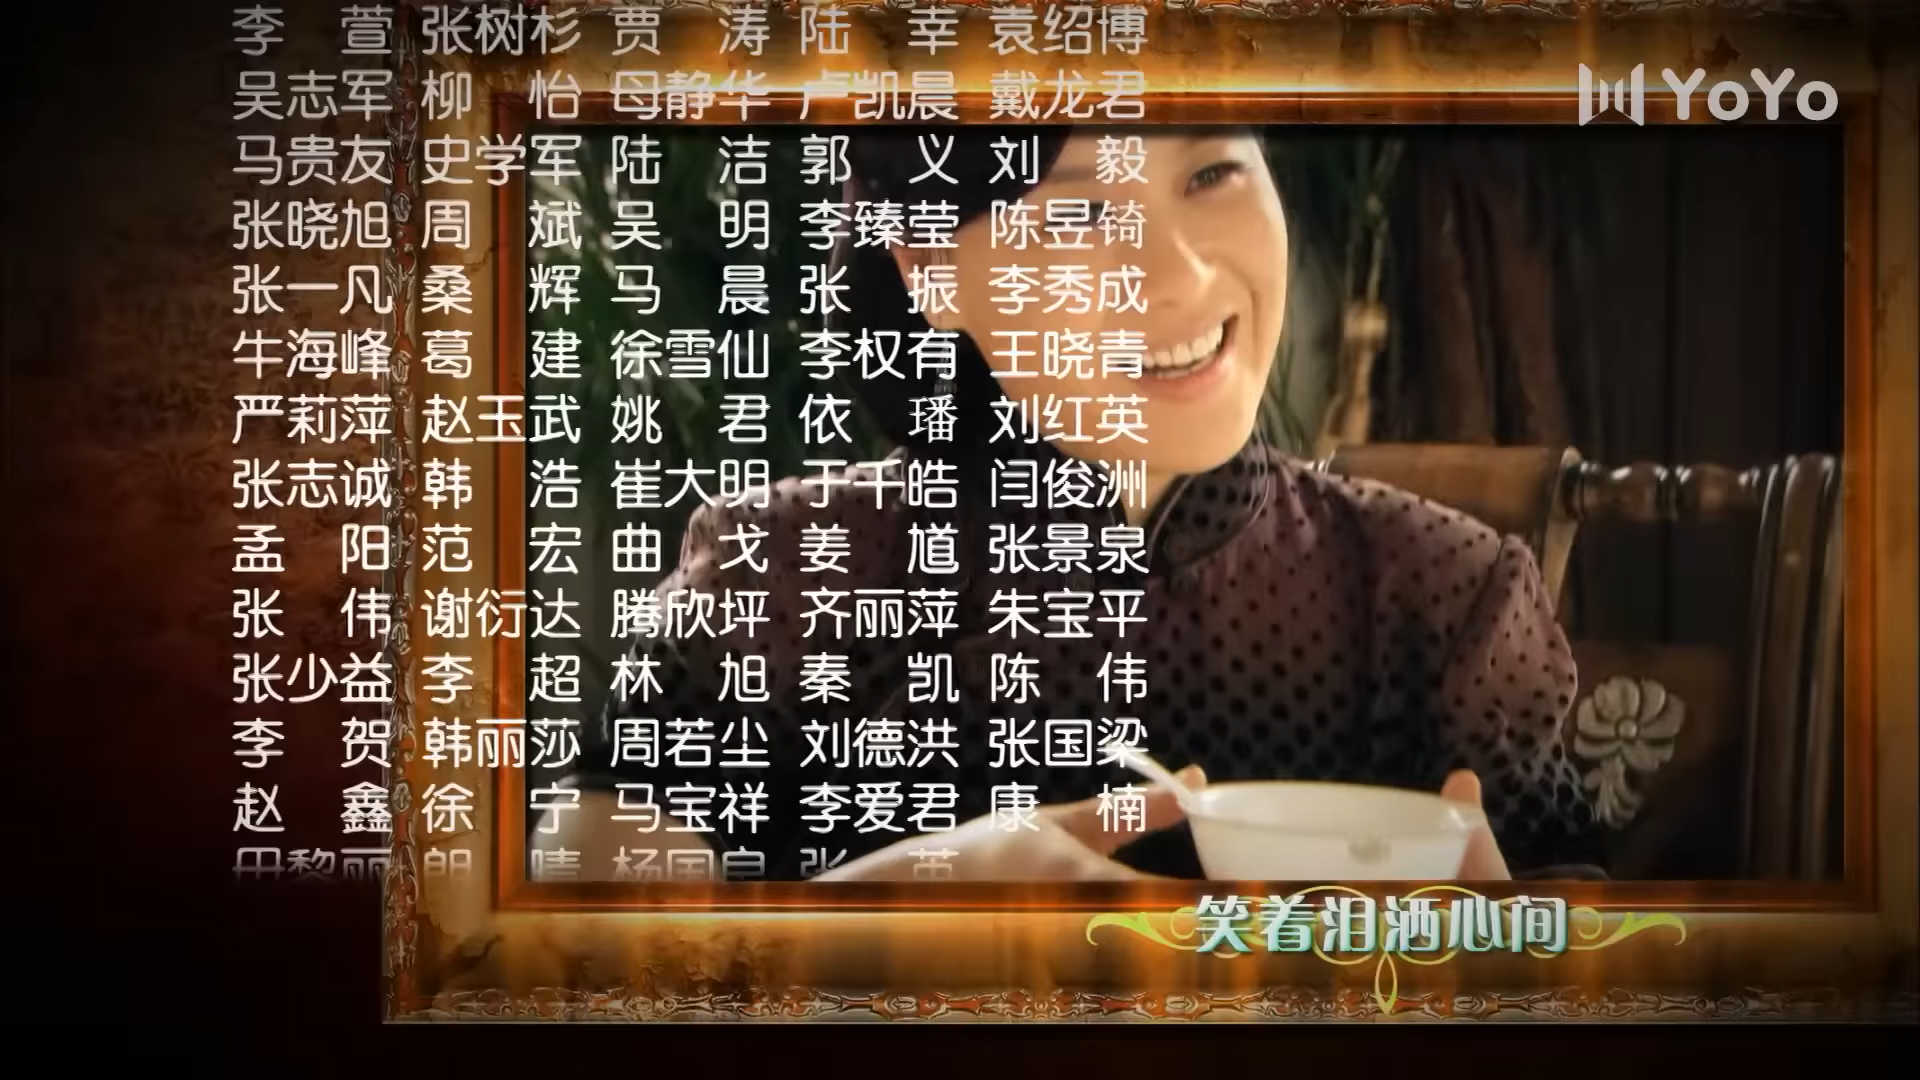 李萱 张树杉 贾涛 陆幸 袁绍博
吴志军 柳怡 母静华 卢凯晨 戴龙君
YoYo
马贵友 史学军 陆洁 郭义 刘毅
张晓旭 周斌 吴明 李臻莹 陈昱锜
张一凡 桑辉 马晨 张振 李秀成
牛海峰 葛建 徐雪仙 李权有 王晓青
严莉萍 赵玉武 姚君 依璠 刘红英
张志诚 韩浩 崔大明 于千皓 闫俊洲
孟阳 范宏 曲戈 姜馗 张景泉
张伟 谢衍达 腾欣坪 齐丽萍 朱宝平
张少益 李超 林旭 秦凯 陈伟
李贺 韩丽莎 周若尘 刘德洪 张国梁
赵鑫 徐宁 马宝祥 李爱君 康楠
黎丽 朗晴 杨国 张英
笑着泪洒心间